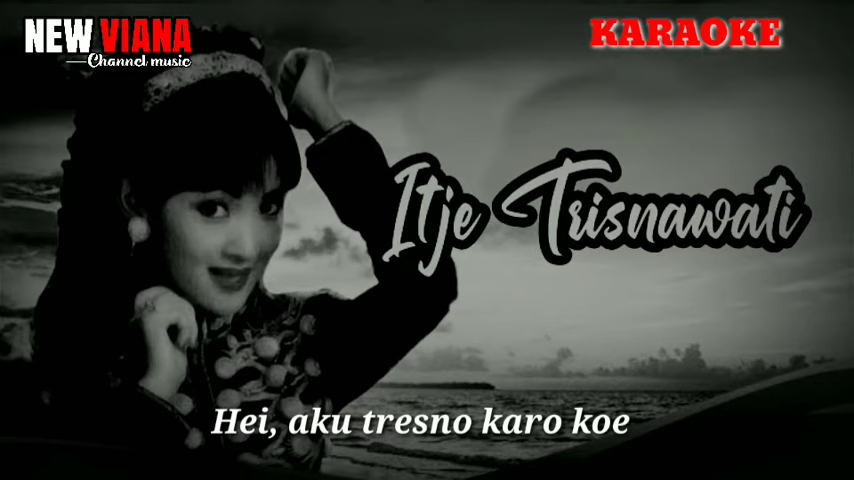 NEW VIANA
Channel music
KARAOKE
Itje Trisnawati
Hei, aku tresno karo koe